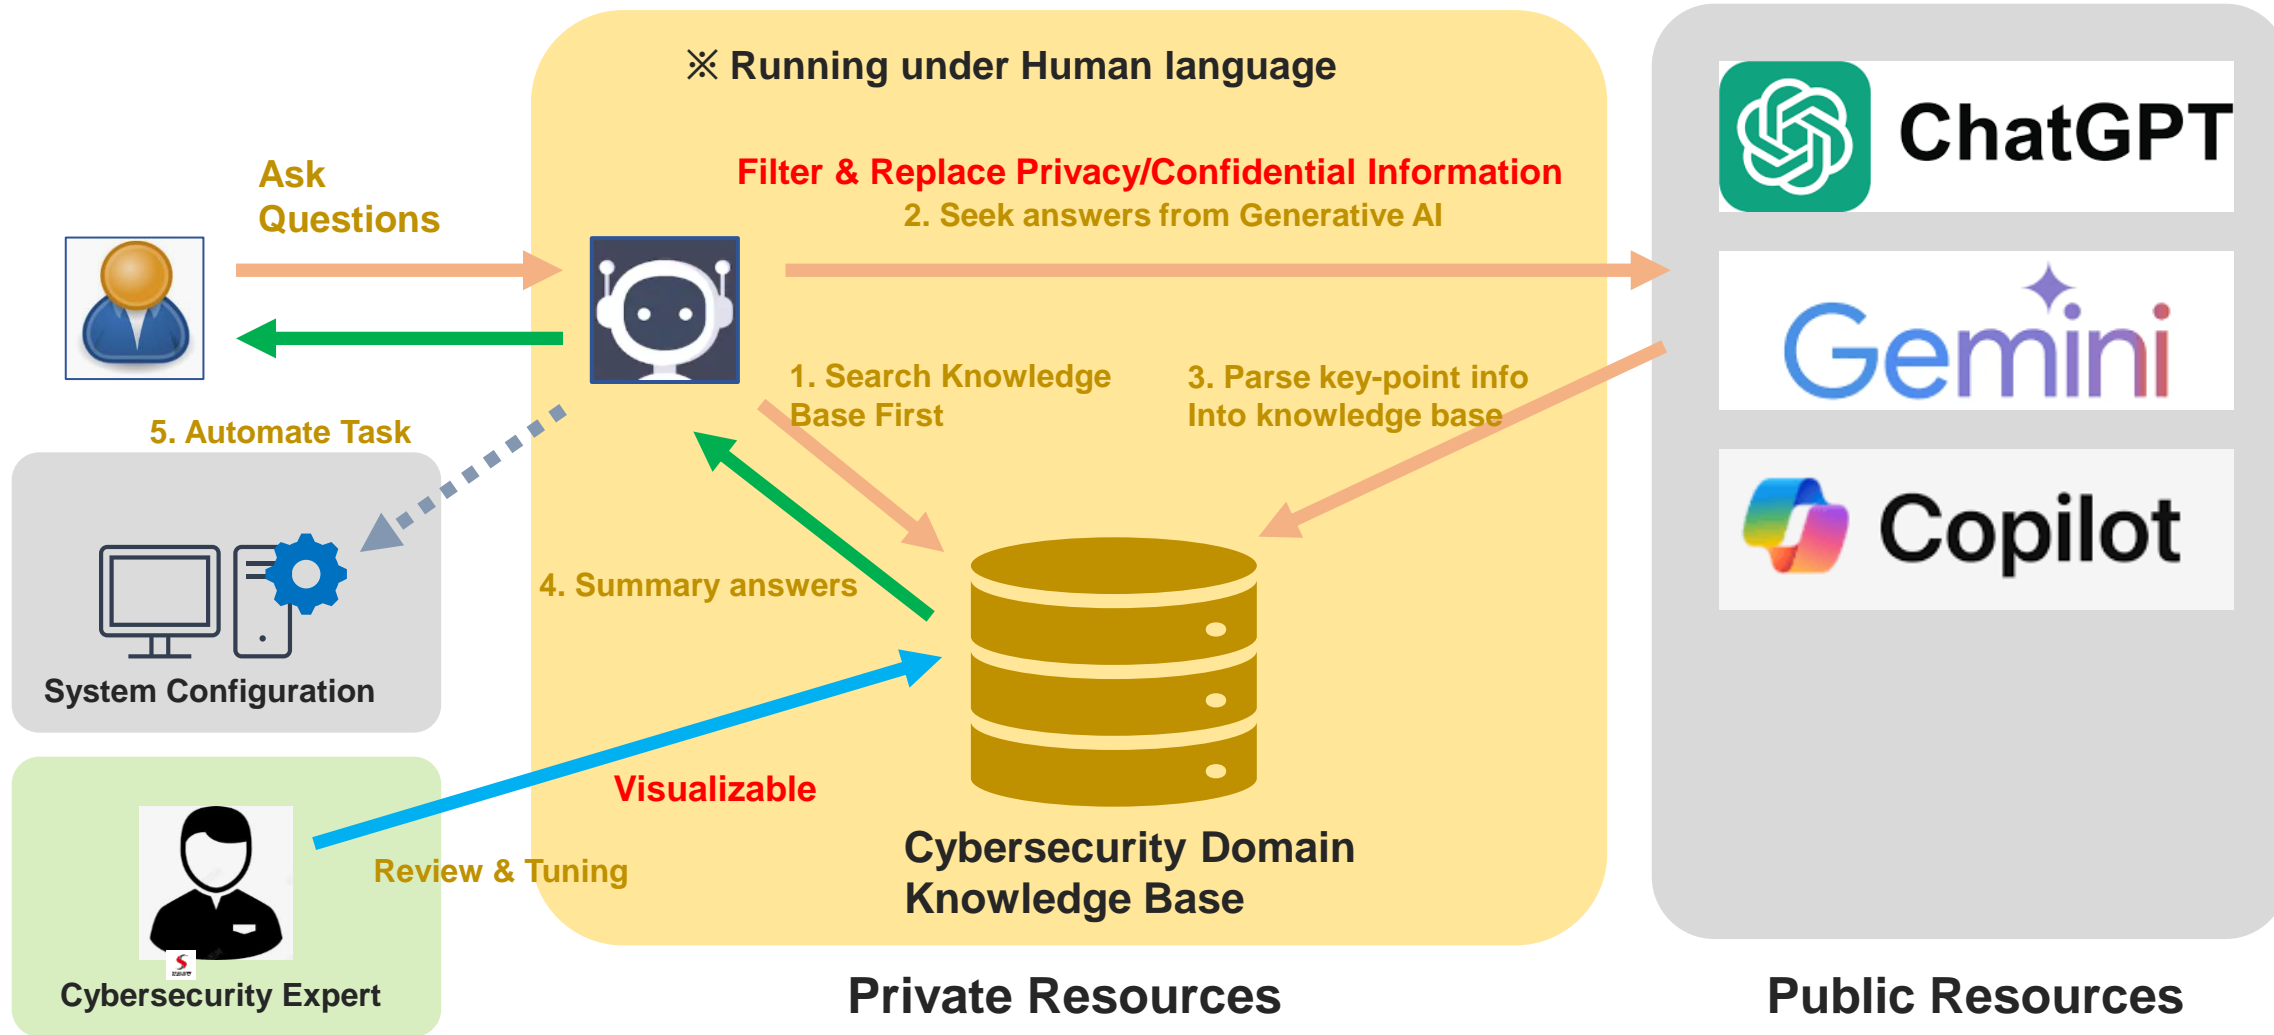 ※ Running under Human language
Ask
Questions
Filter & Replace Privacy/Confidential Information
2. Seek answers from Generative AI
ChatGPT
Gemini
1. Search Knowledge
Base First
3. Parse key-point info
Into knowledge base
5. Automate Task
Copilot
4. Summary answers
System Configuration
Visualizable
Review & Tuning
Cybersecurity Domain
Knowledge Base
Cybersecurity Expert
Private Resources
Public Resources